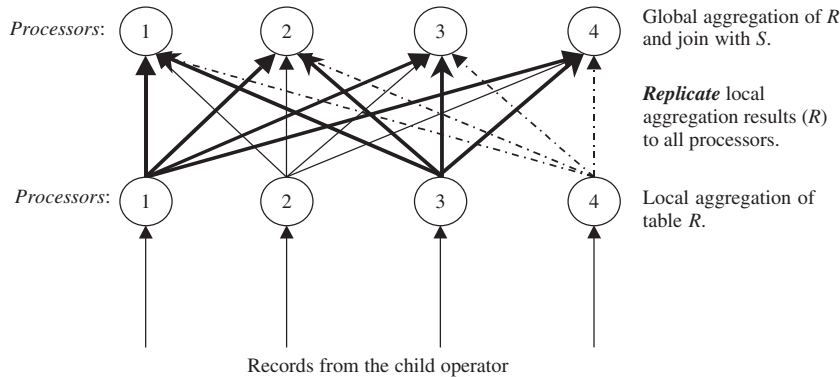 Processors: 1 2 3 4 Global aggregation of R
and join with S.
Replicate local
aggregation results (R)
to all processors.
Processors: 1 2 3 4 Local aggregation of
table R.
Records from the child operator